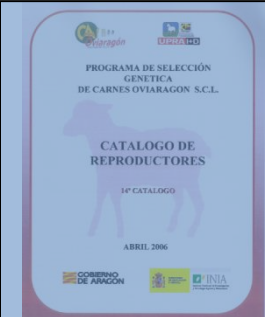 oviaragón
UPRA
PROGRAMA DE SELECCIÓN
GENETICA
DE CARNES OVIARAGON S.C.L.
CATALOGO DE
REPRODUCTORES
14º CATALOGO
ABRIL 2006
GOBIERNO
DE ARAGON
INIA